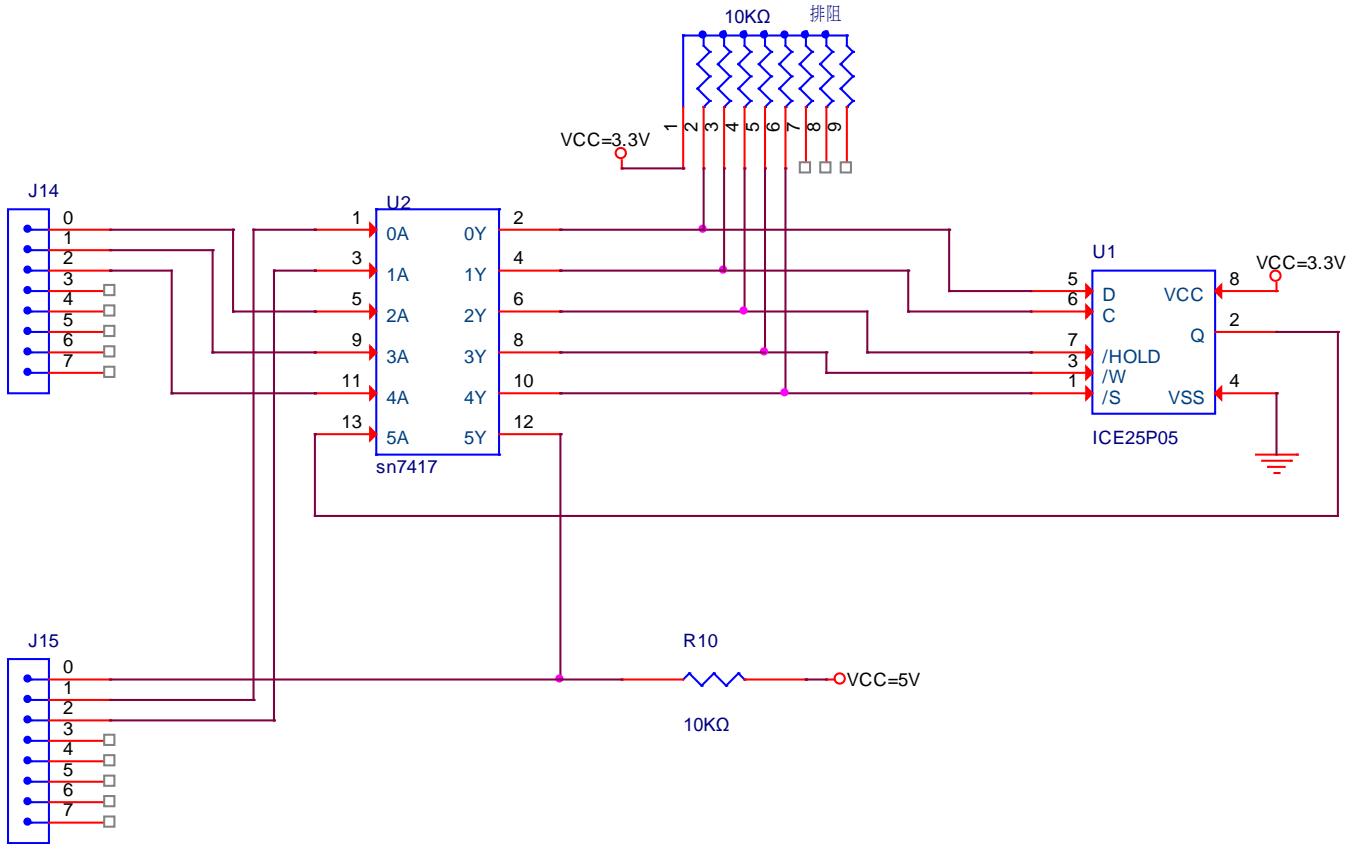 10KΩ 排阻
1 2 3 4 5 6 7 8 9
VCC=3.3V
J14
0
1
2
3
4
5
6
7
U2
1 0A 0Y 2
3 1A 1Y 4
5 2A 2Y 6
9 3A 3Y 8
11 4A 4Y 10
13 5A 5Y 12
sn7417
U1
VCC=3.3V
5 D VCC 8
6 C
Q 2
7 /HOLD
3 /W
1 /S VSS 4
ICE25P05
J15
0
1
2
3
4
5
6
7
R10
VCC=5V
10KΩ